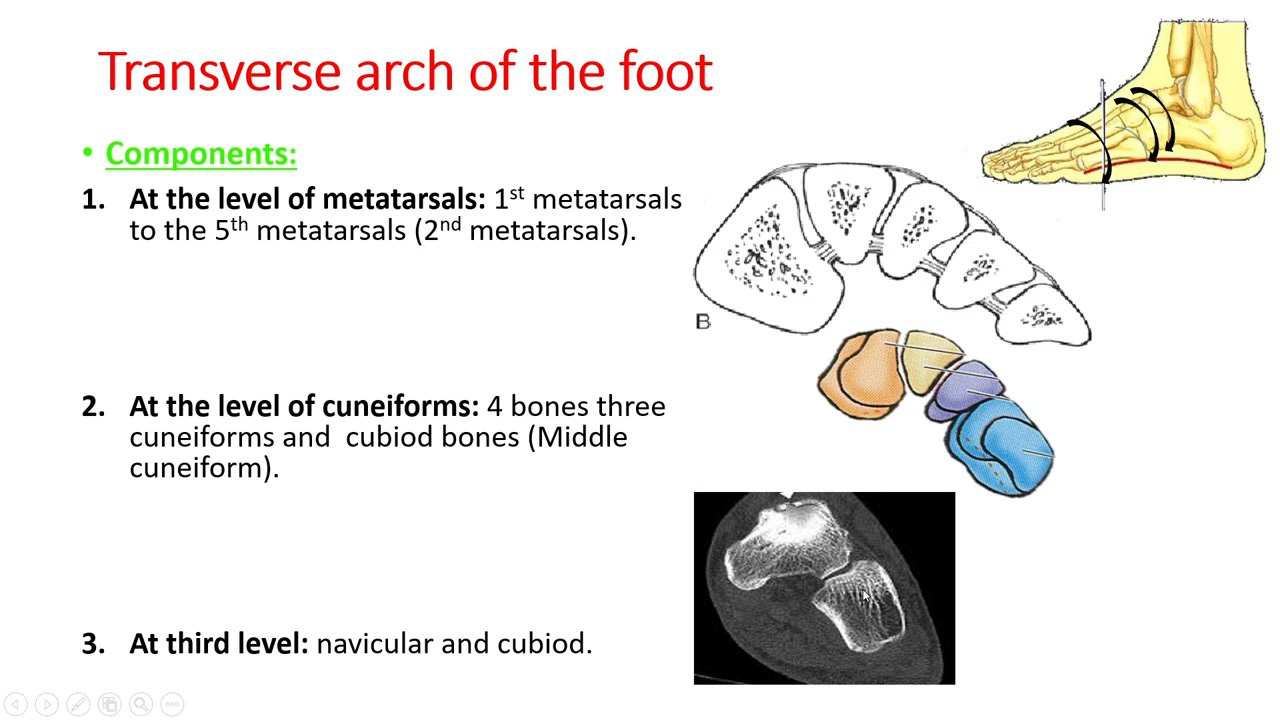 Transverse arch of the foot
• Components:
1. At the level of metatarsals: 1st metatarsals
to the 5th metatarsals (2nd metatarsals).
B
2. At the level of cuneiforms: 4 bones three
cuneiforms and cubiod bones (Middle
cuneiform).
3. At third level: navicular and cubiod.